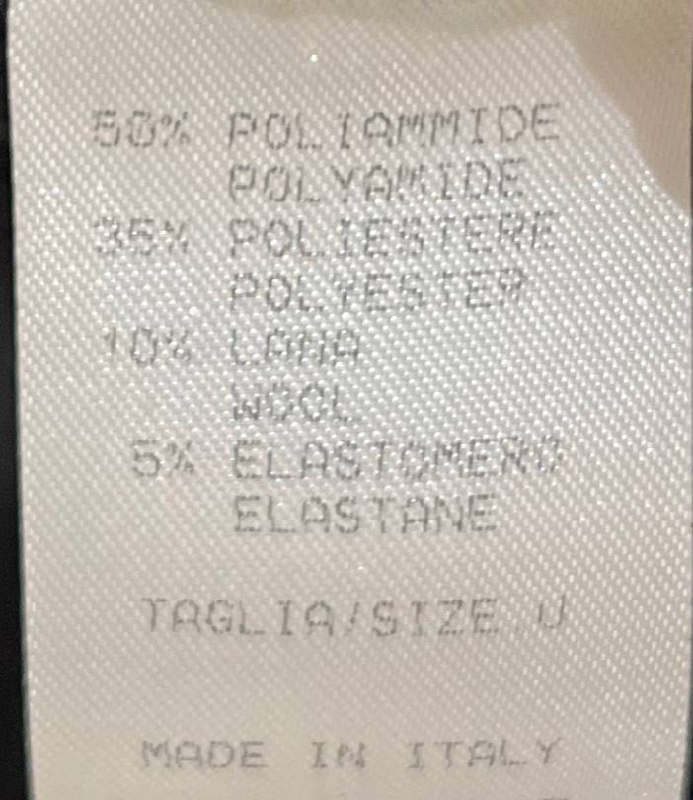 50% POLIAMMIDE
POLYAMIDE
35% POLIESTERE
POLYESTER
10% LANA
WOOL
5% ELASTOMERO
ELASTANE
TAGLIA/SIZE U
MADE IN ITALY